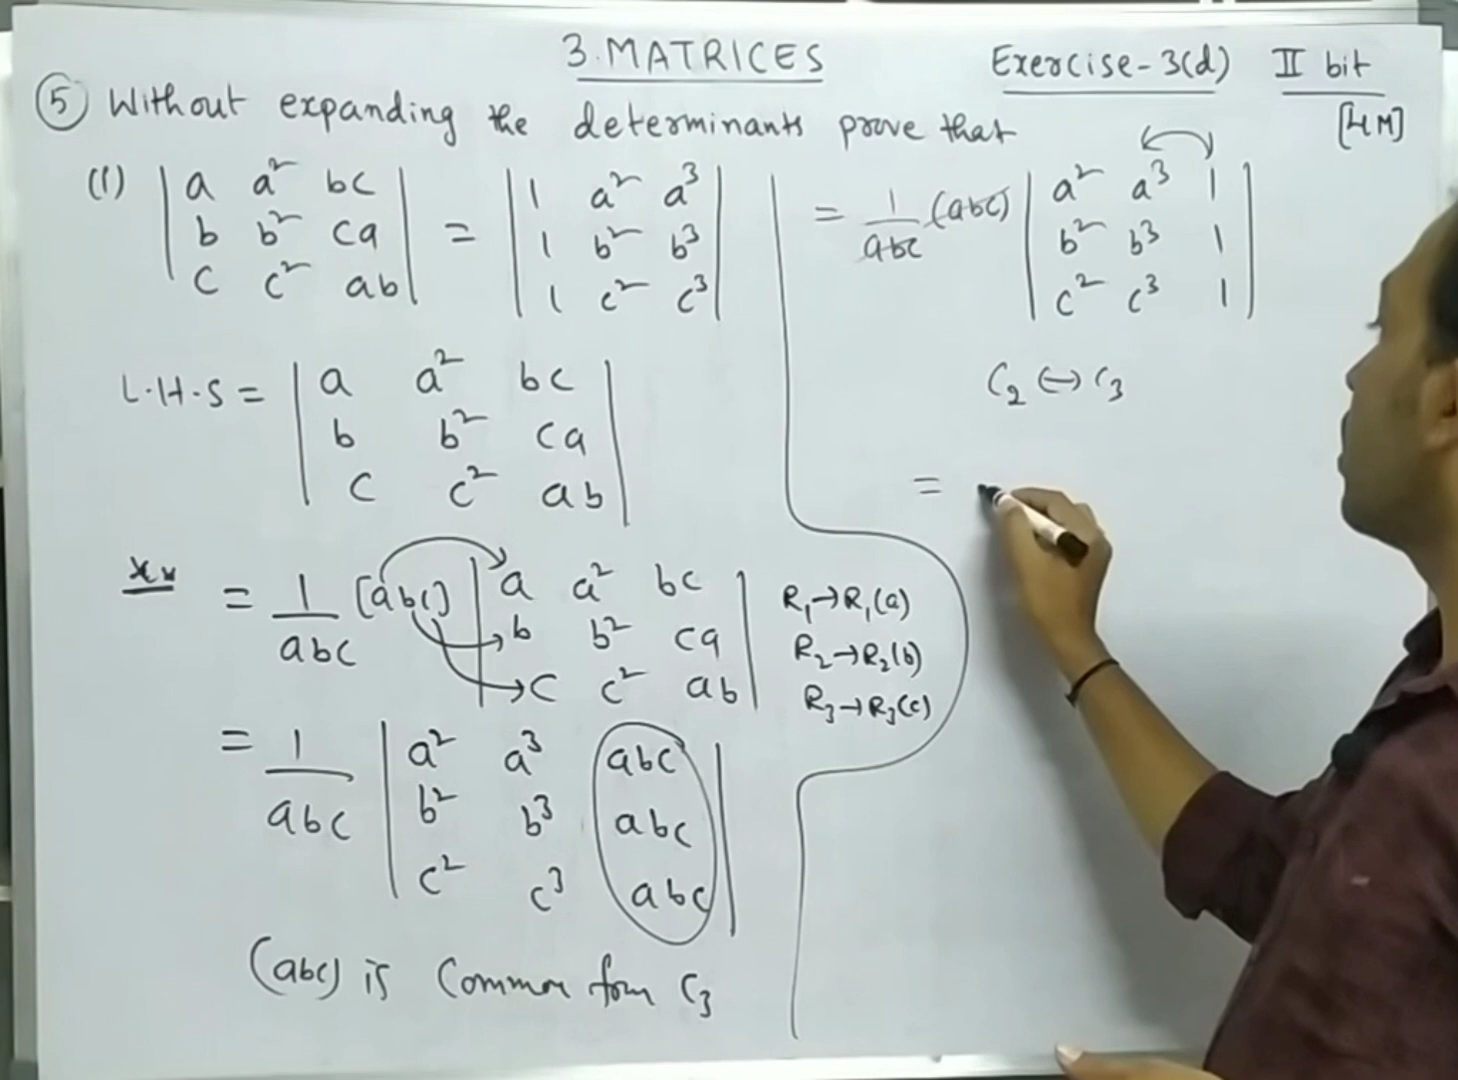 3. MATRICES
Exercise-3(d) II bit
[4M]
⑤ Without expanding the determinants prove that
(1) | a a² bc | = | 1 a² a³ |
| b b² ca | | 1 b² b³ |
| c c² ab | | 1 c² c³ |
L.H.S = | a a² bc |
| b b² ca |
| c c² ab |
= 1/abc [abc] | a a² bc | R₁→R₁(a)
| b b² ca | R₂→R₂(b)
| c c² ab | R₃→R₃(c)
= 1/abc | a² a³ abc |
| b² b³ abc |
| c² c³ abc |
(abc) is common fom C₃
= 1/abc (abc) | a² a³ 1 |
| b² b³ 1 |
| c² c³ 1 |
C₂ ↔ C₃
=